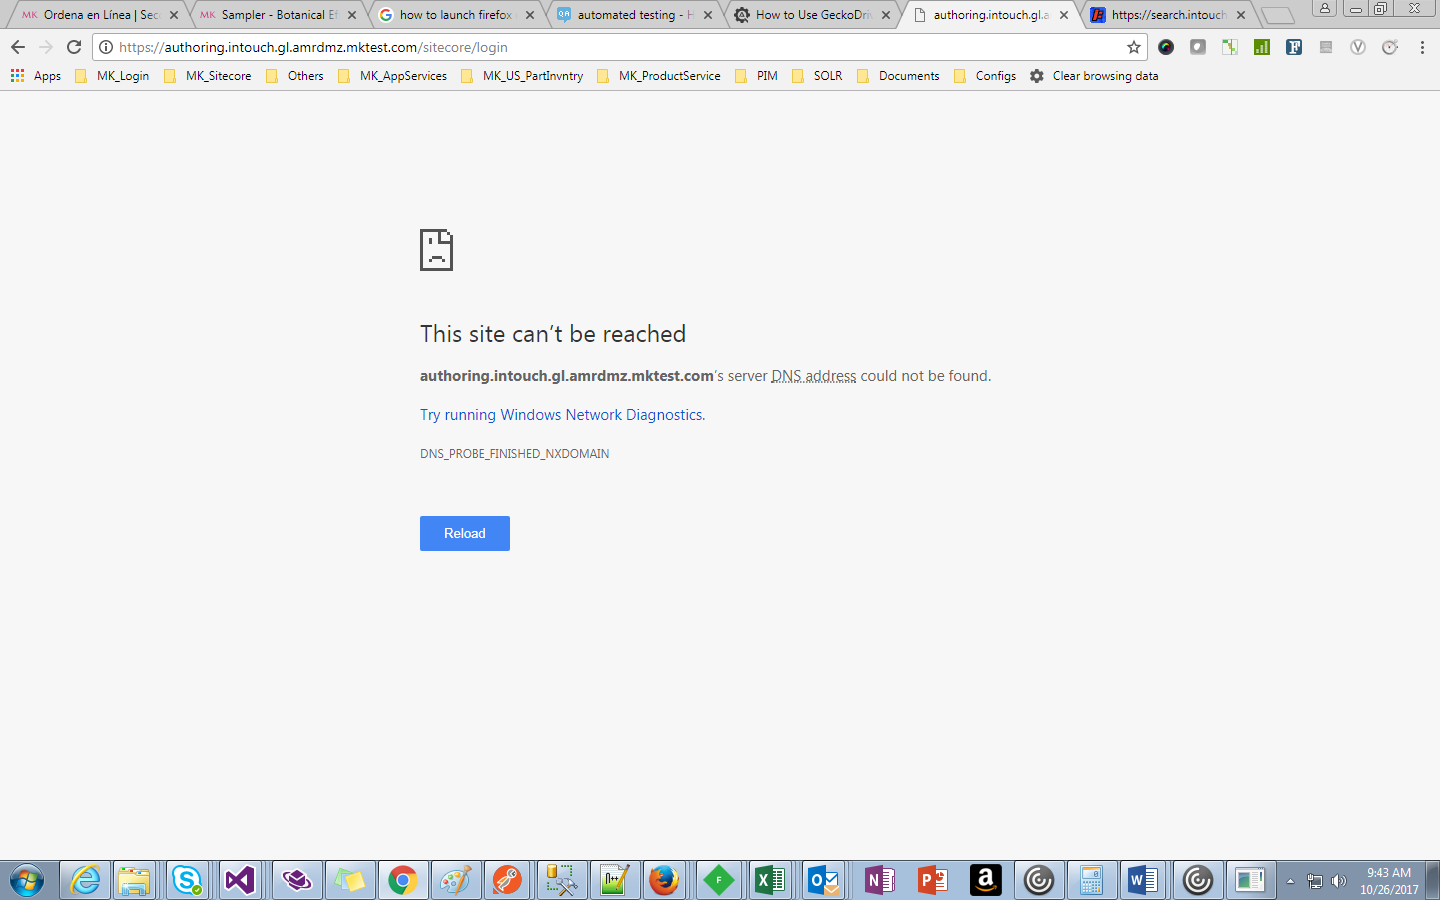 MK Ordena en Línea | Sec
MK Sampler - Botanical Ef
how to launch firefox
QA automated testing - H
How to Use GeckoDriv
authoring.intouch.gl.a
https://search.intouch
https://authoring.intouch.gl.amrdmz.mktest.com/sitecore/login
Apps MK_Login MK_Sitecore Others MK_AppServices MK_US_PartInvntry MK_ProductService PIM SOLR Documents Configs Clear browsing data
This site can’t be reached
authoring.intouch.gl.amrdmz.mktest.com’s server DNS address could not be found.
Try running Windows Network Diagnostics.
DNS_PROBE_FINISHED_NXDOMAIN
Reload
9:43 AM
10/26/2017